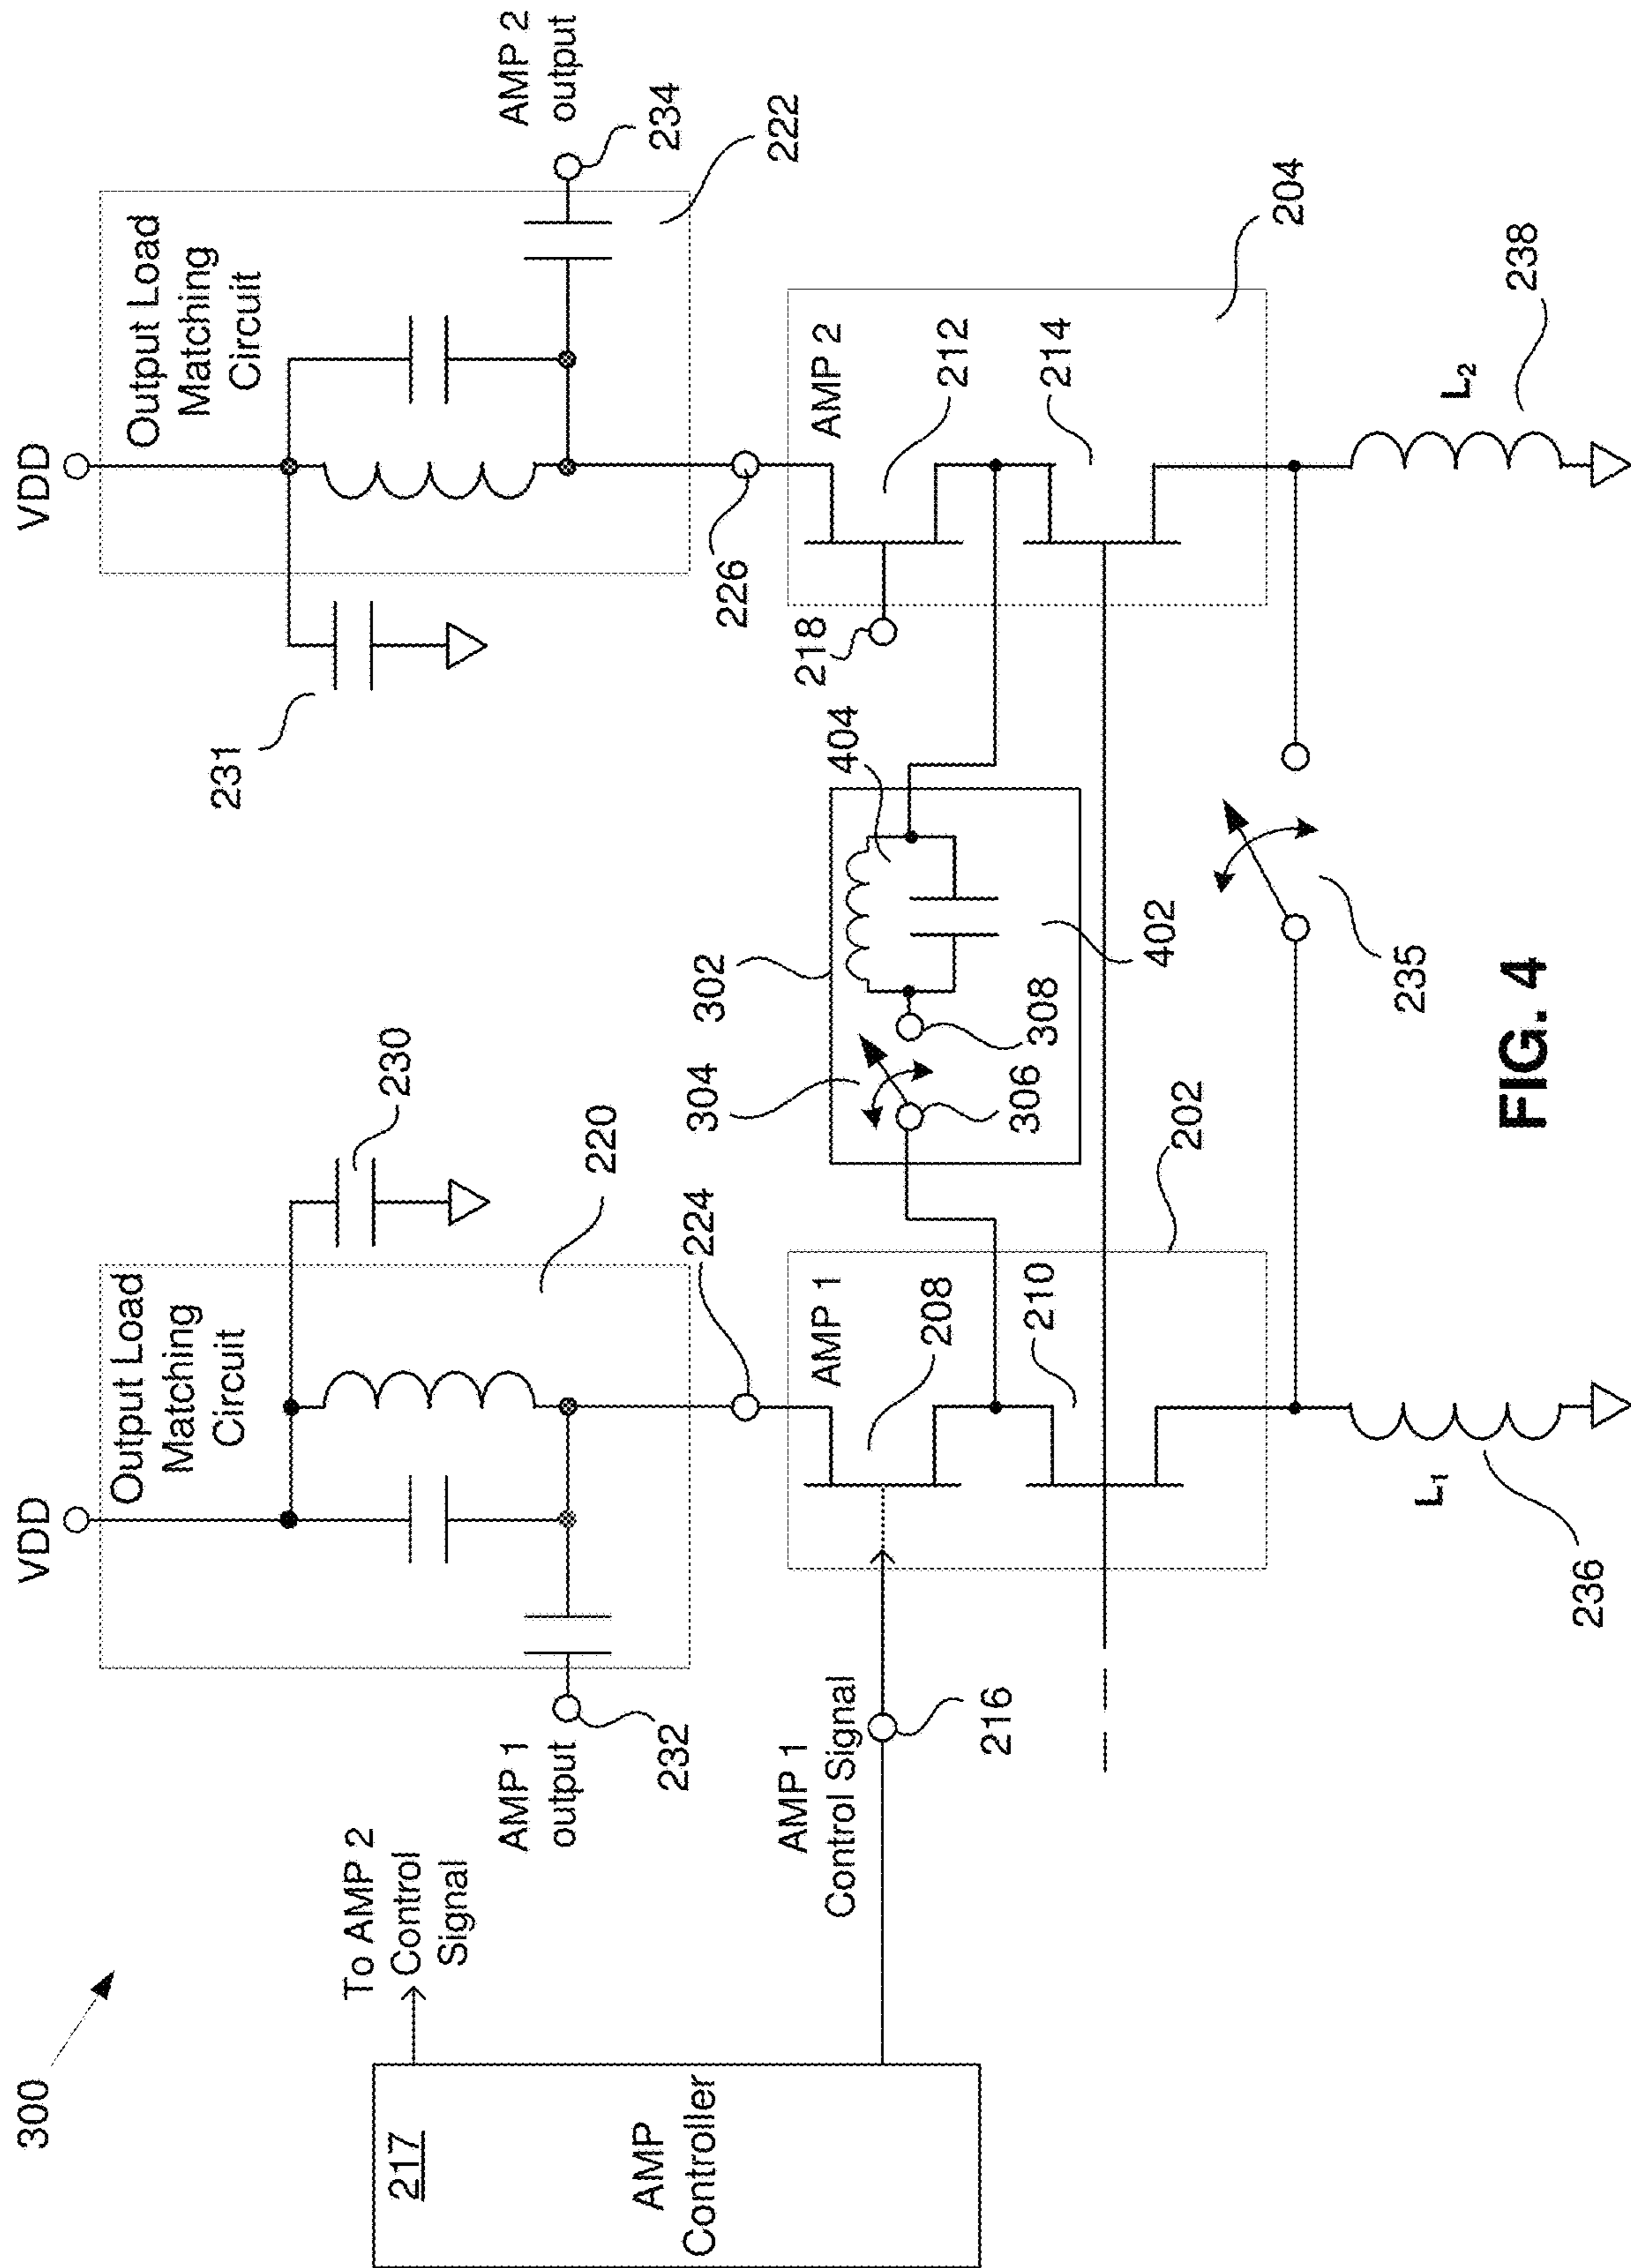 300
217
AMP
Controller
To AMP 2
Control
Signal
VDD
Output Load
Matching
Circuit
230
220
AMP 1
output
232
224
AMP 1
Control Signal
216
AMP 1
208
210
202
L1
236
VDD
Output Load
Matching
Circuit
231
AMP 2
output
234
222
226
218
AMP 2
212
214
204
302
304
306
308
404
402
235
L2
238
FIG. 4